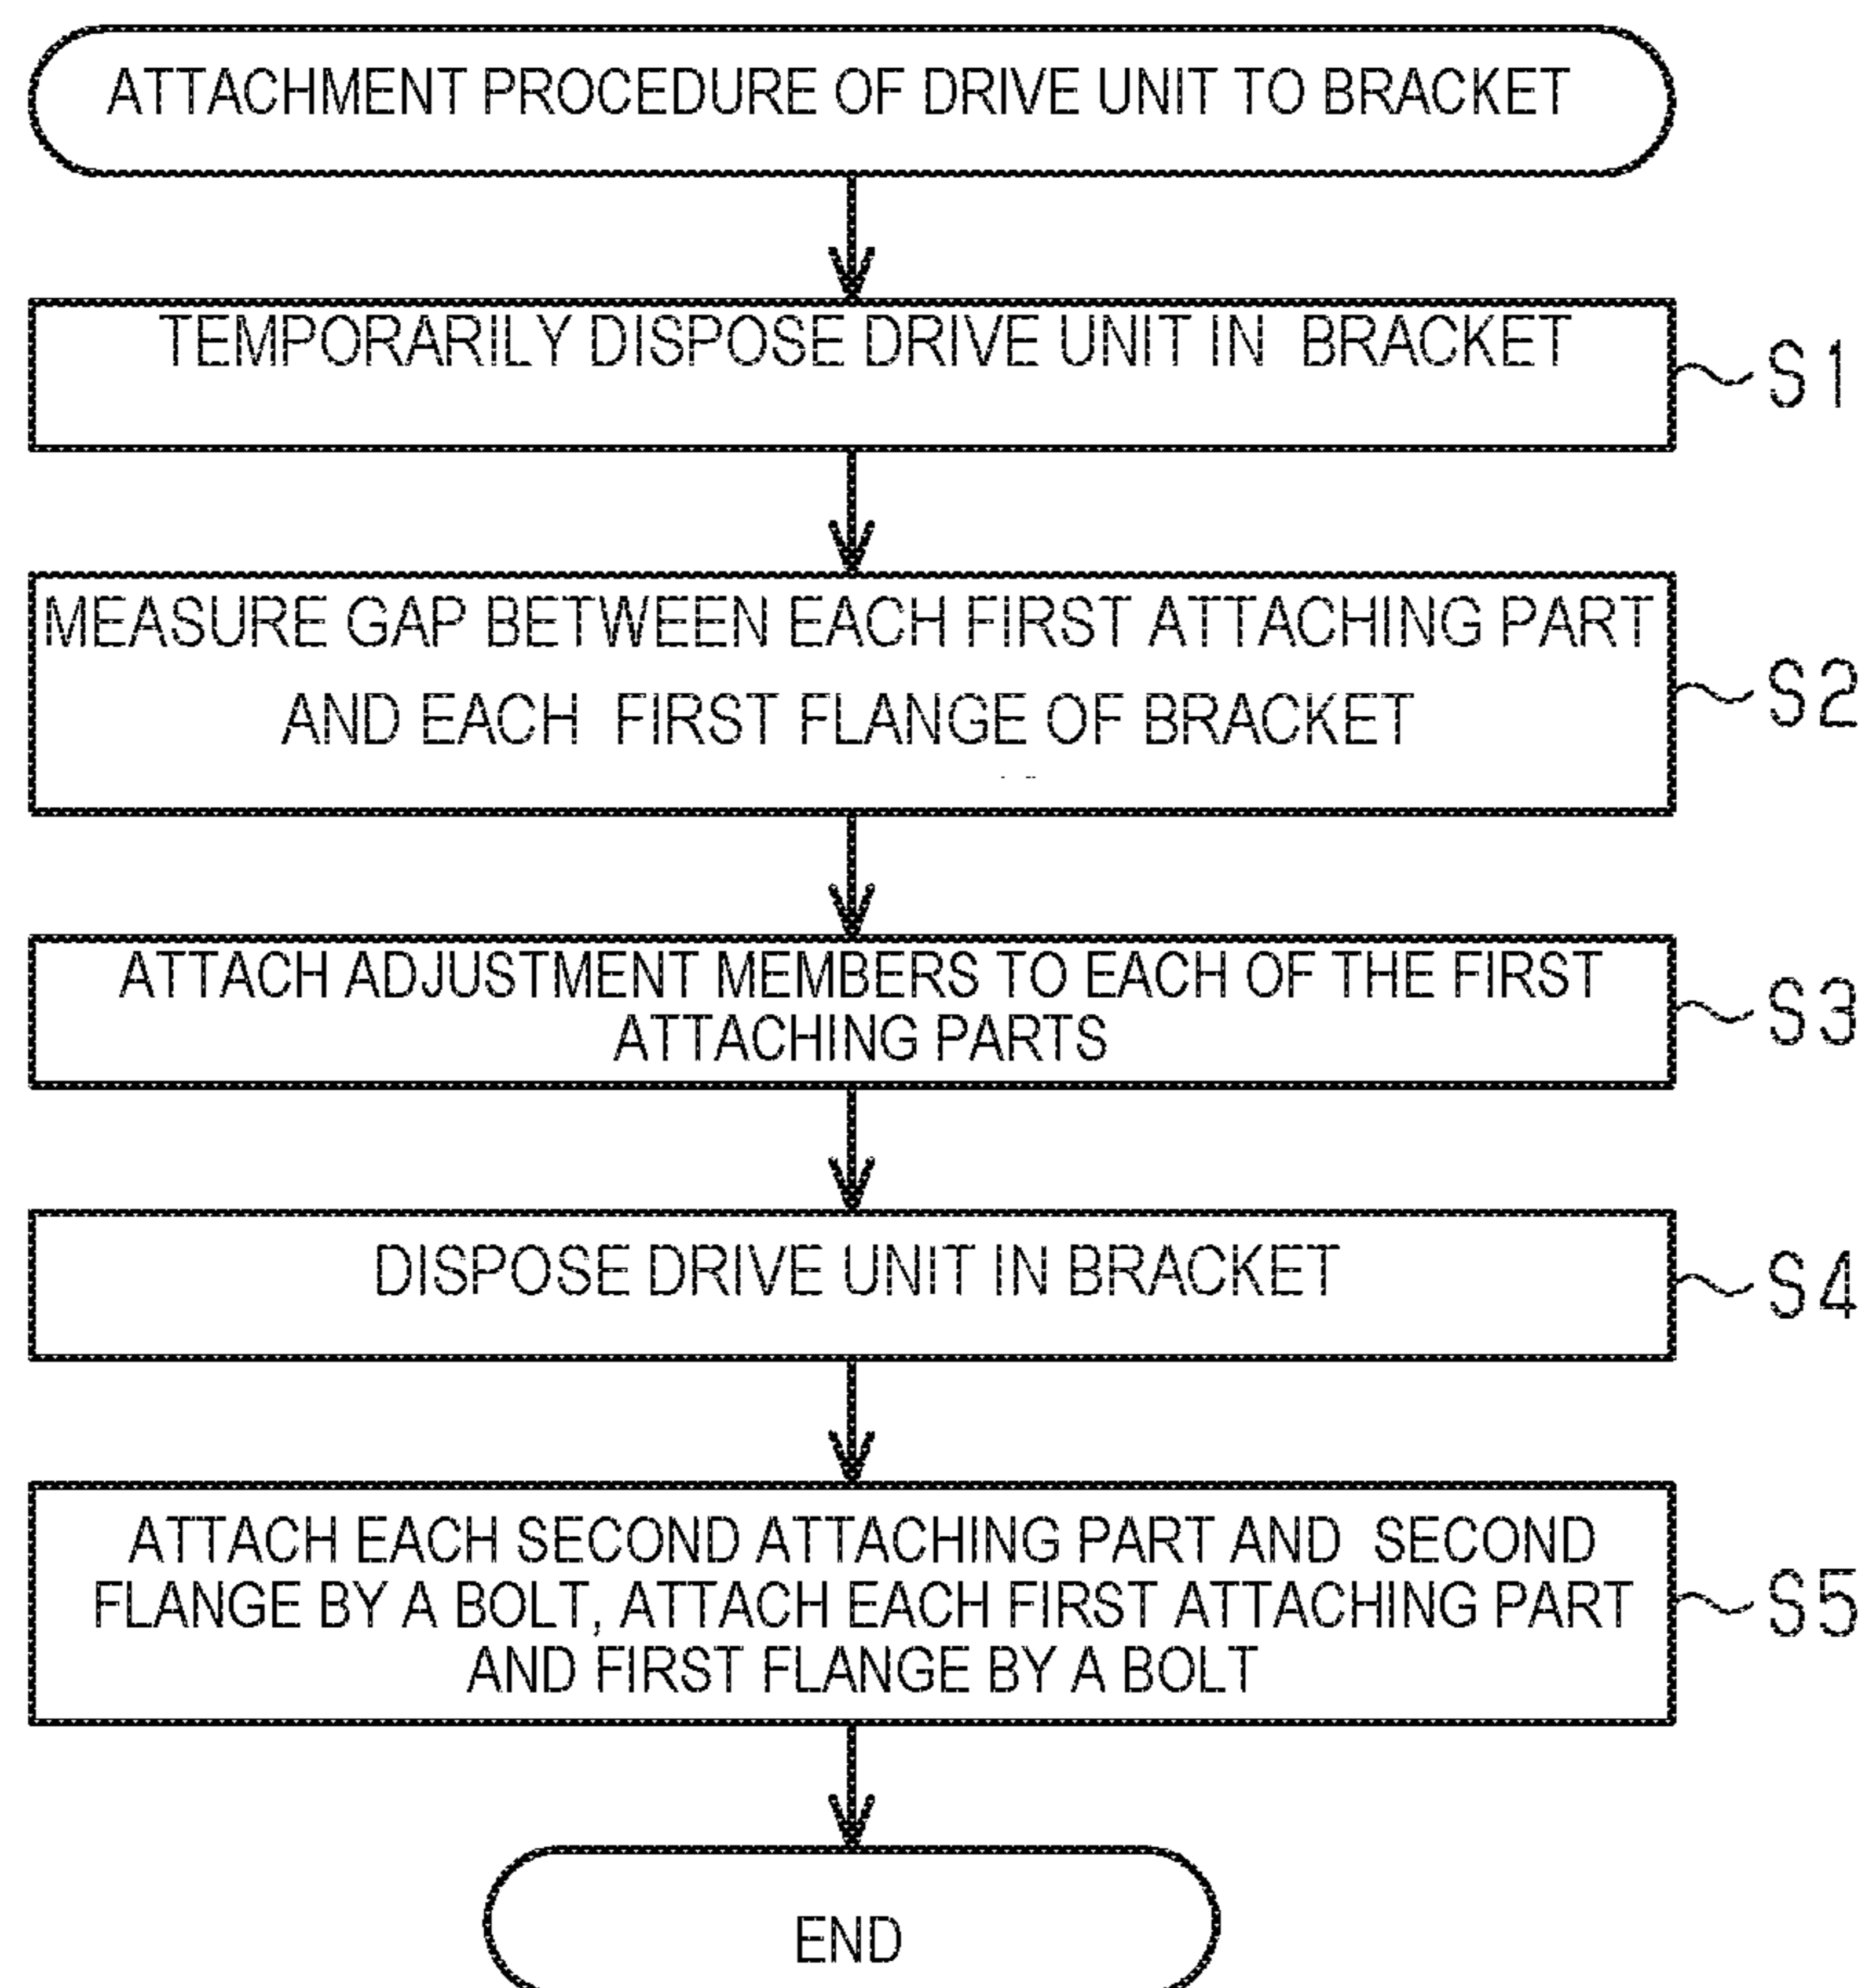 ATTACHMENT PROCEDURE OF DRIVE UNIT TO BRACKET
TEMPORARILY DISPOSE DRIVE UNIT IN BRACKET
S1
MEASURE GAP BETWEEN EACH FIRST ATTACHING PART
AND EACH FIRST FLANGE OF BRACKET
S2
ATTACH ADJUSTMENT MEMBERS TO EACH OF THE FIRST
ATTACHING PARTS
S3
DISPOSE DRIVE UNIT IN BRACKET
S4
ATTACH EACH SECOND ATTACHING PART AND SECOND
FLANGE BY A BOLT, ATTACH EACH FIRST ATTACHING PART
AND FIRST FLANGE BY A BOLT
S5
END